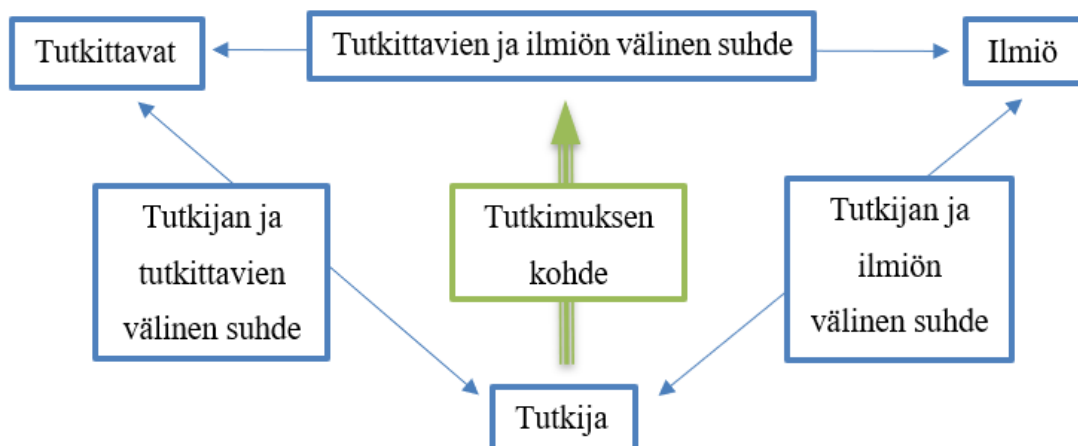 Tutkittavat
Tutkittavien ja ilmiön välinen suhde
Ilmiö
Tutkijan ja
tutkittavien
välinen suhde
Tutkimuksen
kohde
Tutkijan ja
ilmiön
välinen suhde
Tutkija